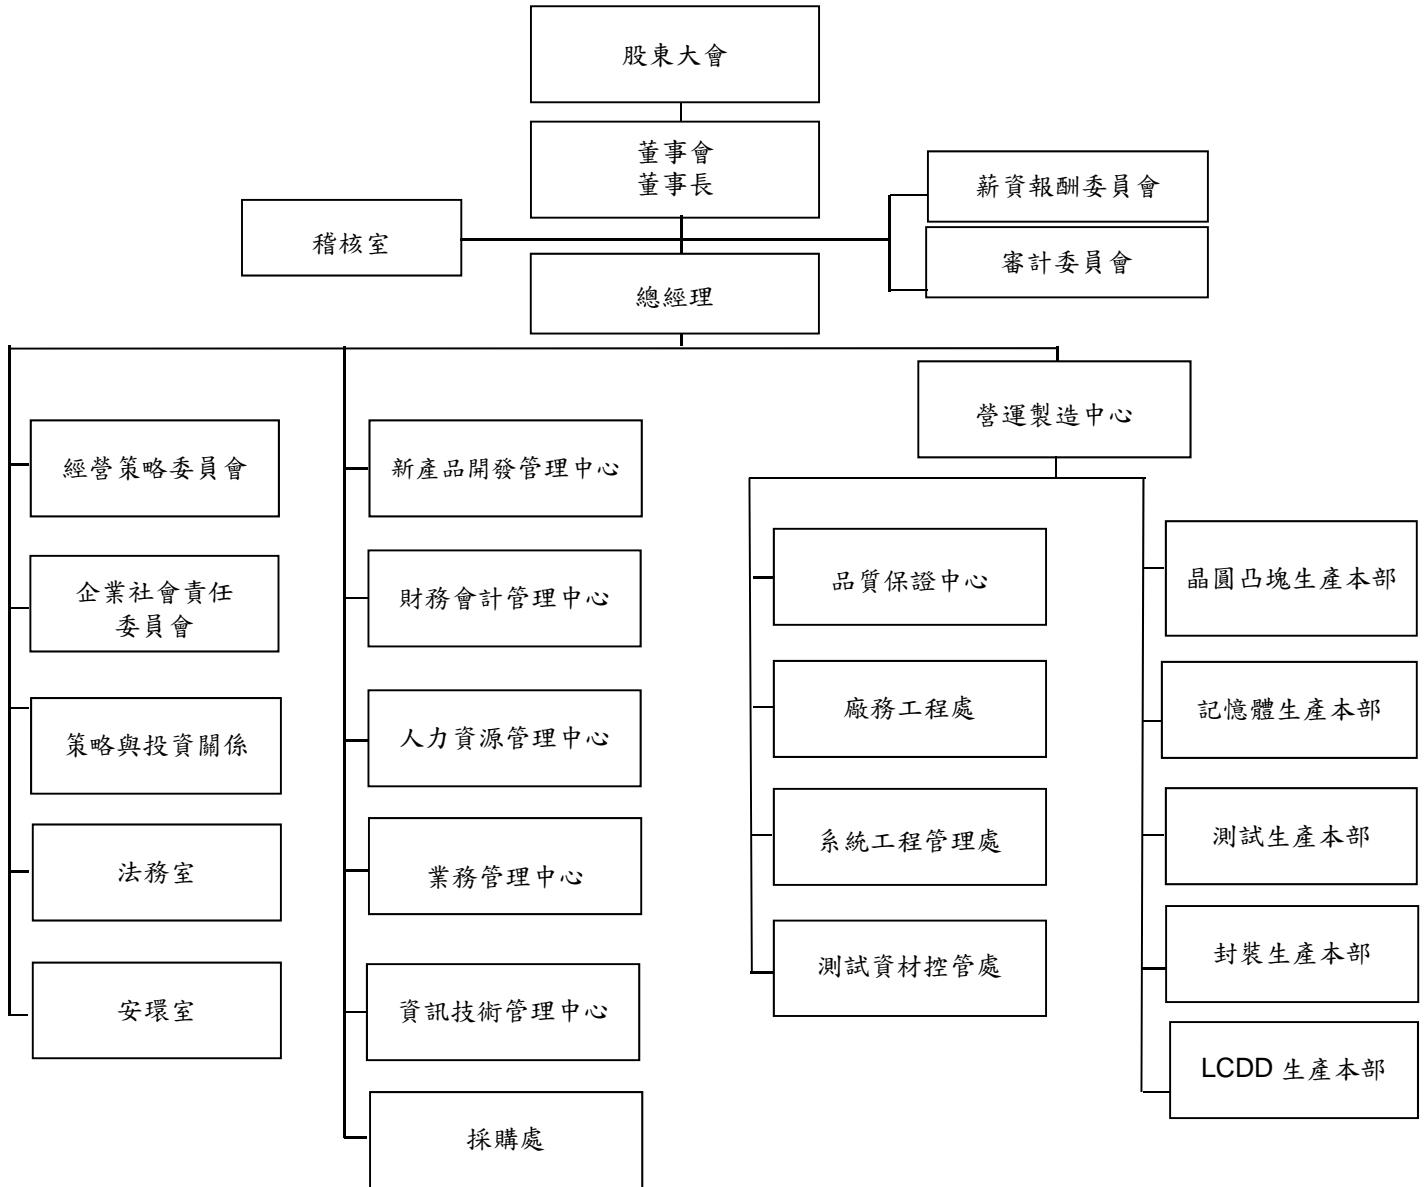 股東大會
董事會
董事長
薪資報酬委員會
稽核室
審計委員會
總經理
營運製造中心
經營策略委員會
企業社會責任
委員會
策略與投資關係
法務室
安環室
新產品開發管理中心
財務會計管理中心
人力資源管理中心
業務管理中心
資訊技術管理中心
採購處
品質保證中心
廠務工程處
系統工程管理處
測試資材控管處
晶圓凸塊生產本部
記憶體生產本部
測試生產本部
封裝生產本部
LCDD 生產本部